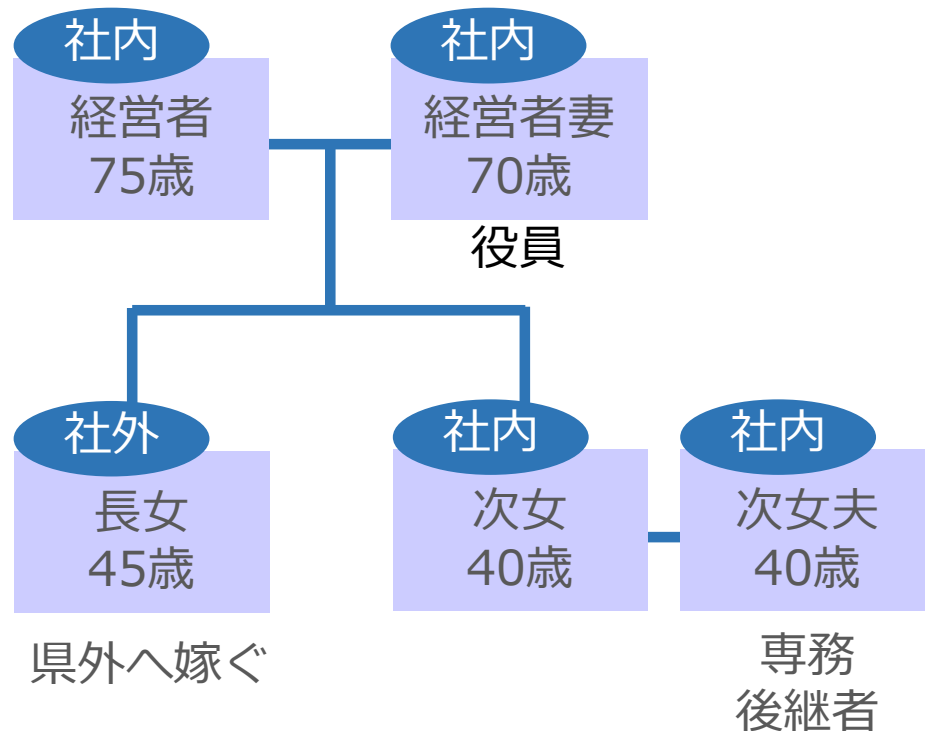 社内
経営者
75歳
社内
経営者妻
70歳
役員
社外
長女
45歳
県外へ嫁ぐ
社内
次女
40歳
社内
次女夫
40歳
専務
後継者